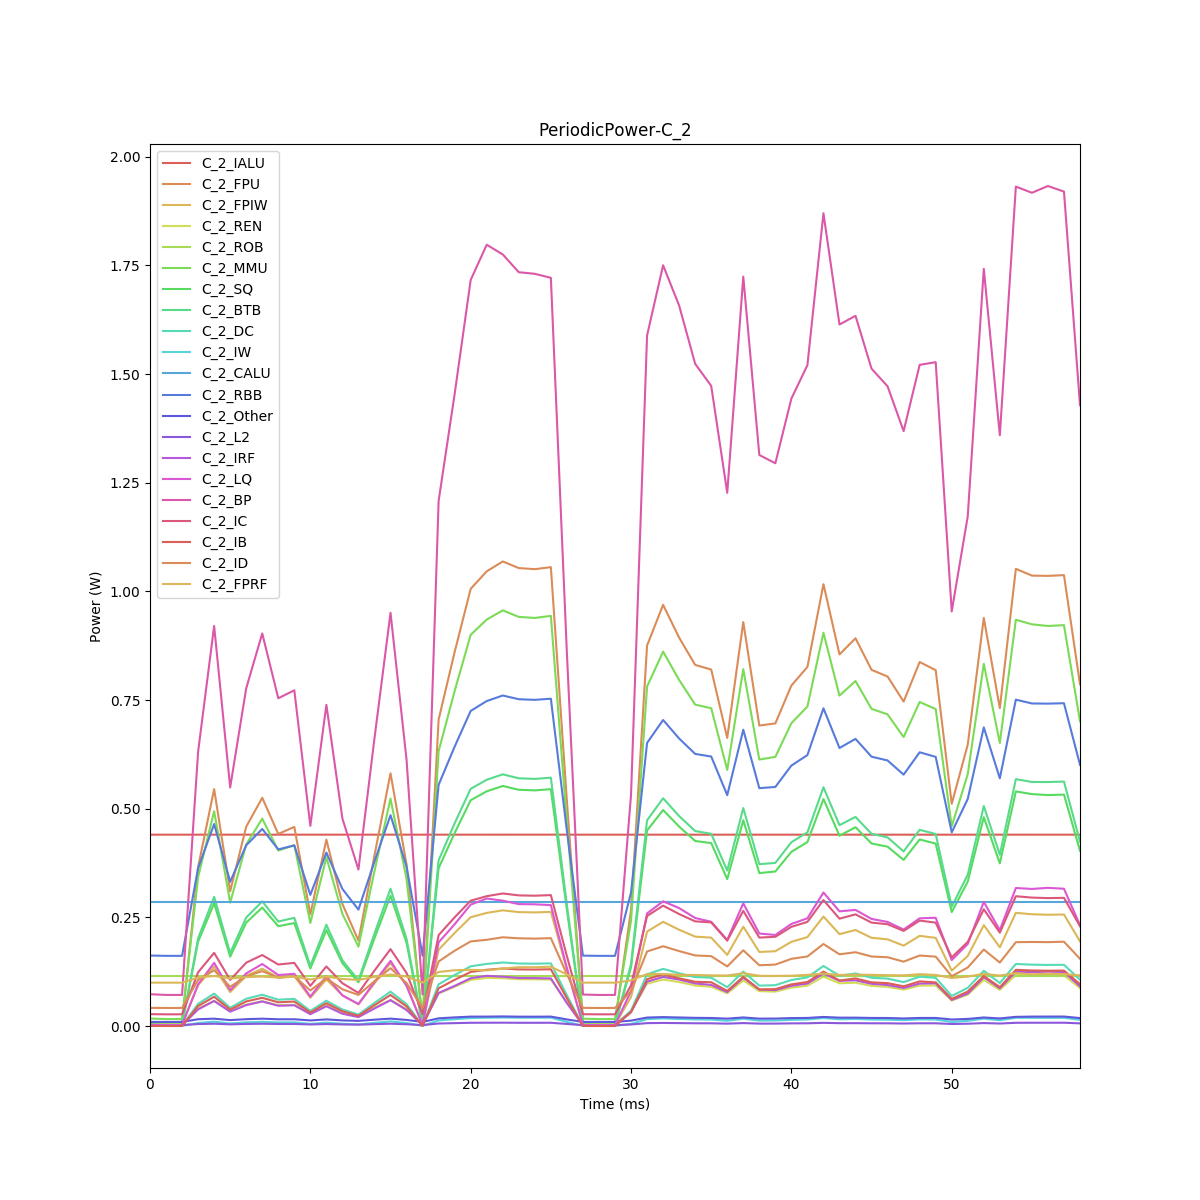 PeriodicPower-C_2
2.00
1.75
1.50
1.25
1.00
0.75
0.50
0.25
0.00
Power (W)
C_2_IALU
C_2_FPU
C_2_FPIW
C_2_REN
C_2_ROB
C_2_MMU
C_2_SQ
C_2_BTB
C_2_DC
C_2_IW
C_2_CALU
C_2_RBB
C_2_Other
C_2_L2
C_2_IRF
C_2_LQ
C_2_BP
C_2_IC
C_2_IB
C_2_ID
C_2_FPRF
0 10 20 30 40 50
Time (ms)